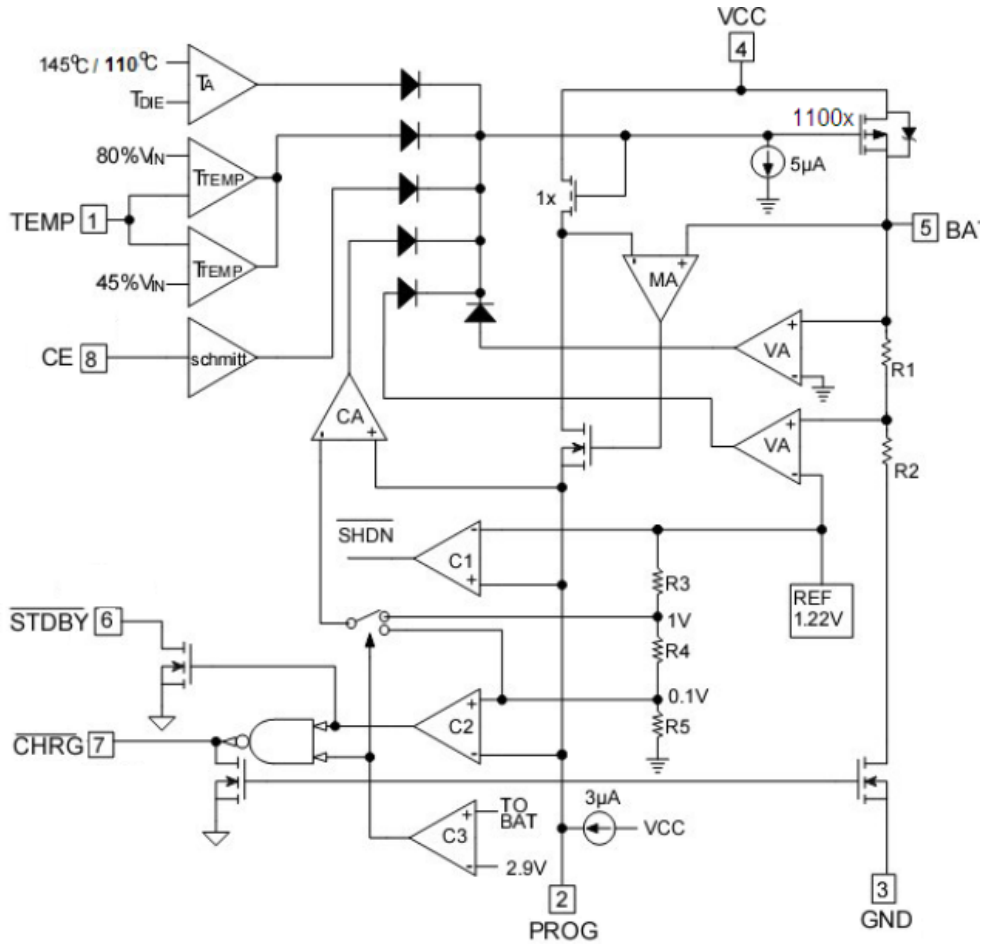 VCC
4
145°C / 110°C
TA
TDIE
1100x
80%VIN
TTEMP
5µA
1x
TEMP 1
5 BA
TTEMP
MA
45%VIN
CE 8
schmitt
VA
R1
CA
VA
R2
SHDN
C1
R3
REF
1.22V
STDBY 6
1V
R4
0.1V
C2
R5
CHRG 7
3µA
TO
BAT
VCC
C3
2.9V
2
PROG
3
GND